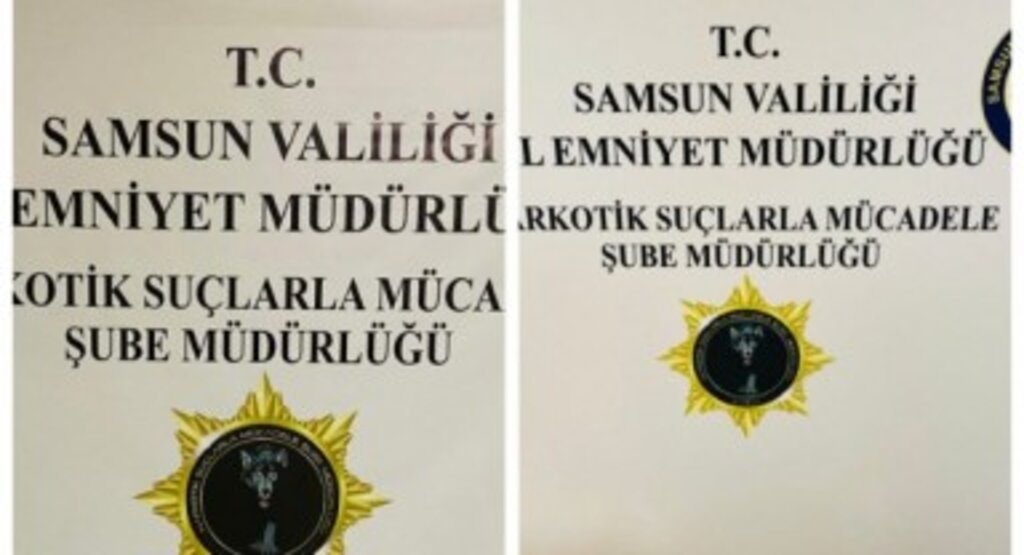 T.C.
SAMSUN VALİLİĞİ
EMNİYET MÜDÜRLÜ
KOTİK SUÇLARLA MÜCA
ŞUBE MÜDÜRLÜĞÜ
T.C.
SAMSUN VALİLİĞİ
L EMNİYET MÜDÜRLÜĞÜ
ARKOTİK SUÇLARLA MÜCADELE
ŞUBE MÜDÜRLÜĞÜ
SAMSUN